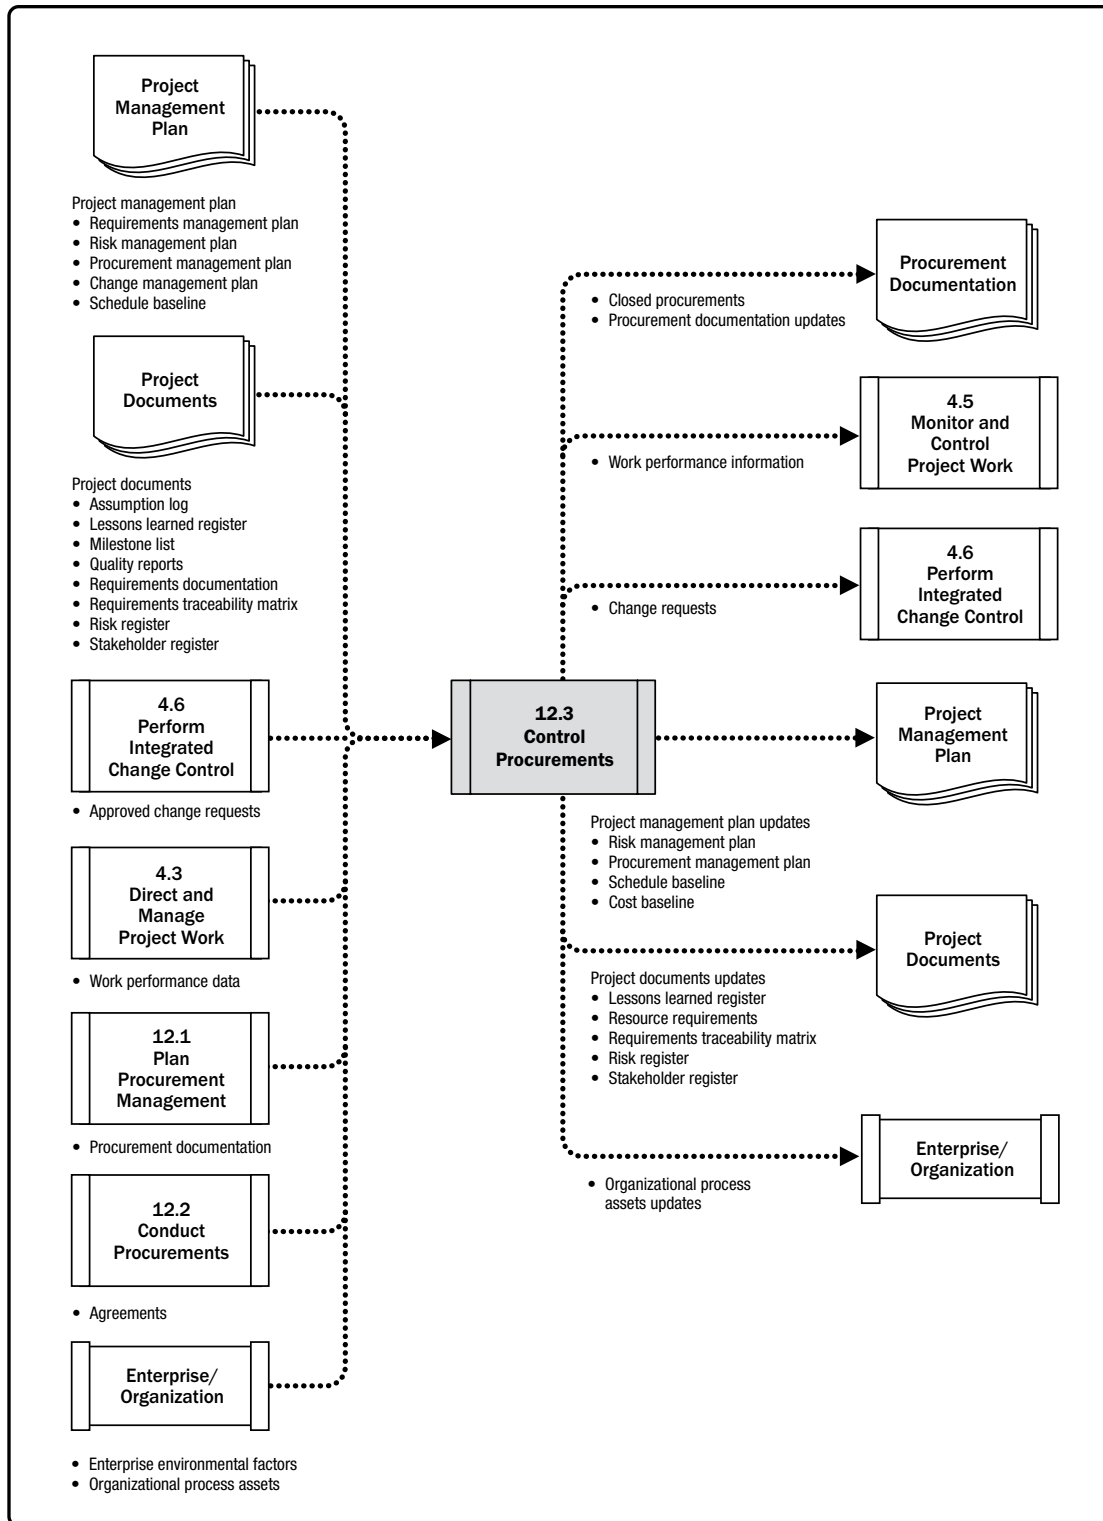 Project
Management
Plan
Project management plan
• Requirements management plan
• Risk management plan
• Procurement management plan
• Change management plan
• Schedule baseline
Project
Documents
Project documents
• Assumption log
• Lessons learned register
• Milestone list
• Quality reports
• Requirements documentation
• Requirements traceability matrix
• Risk register
• Stakeholder register
4.6
Perform
Integrated
Change Control
• Approved change requests
4.3
Direct and
Manage
Project Work
• Work performance data
12.1
Plan
Procurement
Management
• Procurement documentation
12.2
Conduct
Procurements
• Agreements
Enterprise/
Organization
• Enterprise environmental factors
• Organizational process assets
12.3
Control
Procurements
• Closed procurements
• Procurement documentation updates
Procurement
Documentation
• Work performance information
4.5
Monitor and
Control
Project Work
• Change requests
4.6
Perform
Integrated
Change Control
Project
Management
Plan
Project management plan updates
• Risk management plan
• Procurement management plan
• Schedule baseline
• Cost baseline
Project
Documents
Project documents updates
• Lessons learned register
• Resource requirements
• Requirements traceability matrix
• Risk register
• Stakeholder register
Enterprise/
Organization
• Organizational process
assets updates